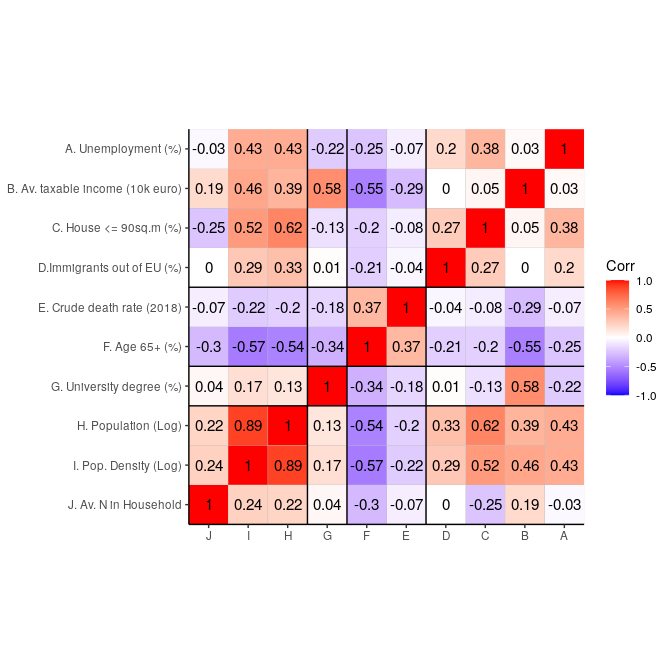 A. Unemployment (%) -0.03 0.43 0.43 -0.22 -0.25 -0.07 0.2 0.38 0.03 1
B. Av. taxable income (10k euro) 0.19 0.46 0.39 0.58 -0.55 -0.29 0 0.05 1 0.03
C. House <= 90sq.m (%) -0.25 0.52 0.62 -0.13 -0.2 -0.08 0.27 1 0.05 0.38
D.Immigrants out of EU (%) 0 0.29 0.33 0.01 -0.21 -0.04 1 0.27 0 0.2
E. Crude death rate (2018) -0.07 -0.22 -0.2 -0.18 0.37 1 -0.04 -0.08 -0.29 -0.07
F. Age 65+ (%) -0.3 -0.57 -0.54 -0.34 1 0.37 -0.21 -0.2 -0.55 -0.25
G. University degree (%) 0.04 0.17 0.13 1 -0.34 -0.18 0.01 -0.13 0.58 -0.22
H. Population (Log) 0.22 0.89 1 0.13 -0.54 -0.2 0.33 0.62 0.39 0.43
I. Pop. Density (Log) 0.24 1 0.89 0.17 -0.57 -0.22 0.29 0.52 0.46 0.43
J. Av. N in Household 1 0.24 0.22 0.04 -0.3 -0.07 0 -0.25 0.19 -0.03
J I H G F E D C B A
Corr
1.0
0.5
0.0
-0.5
-1.0